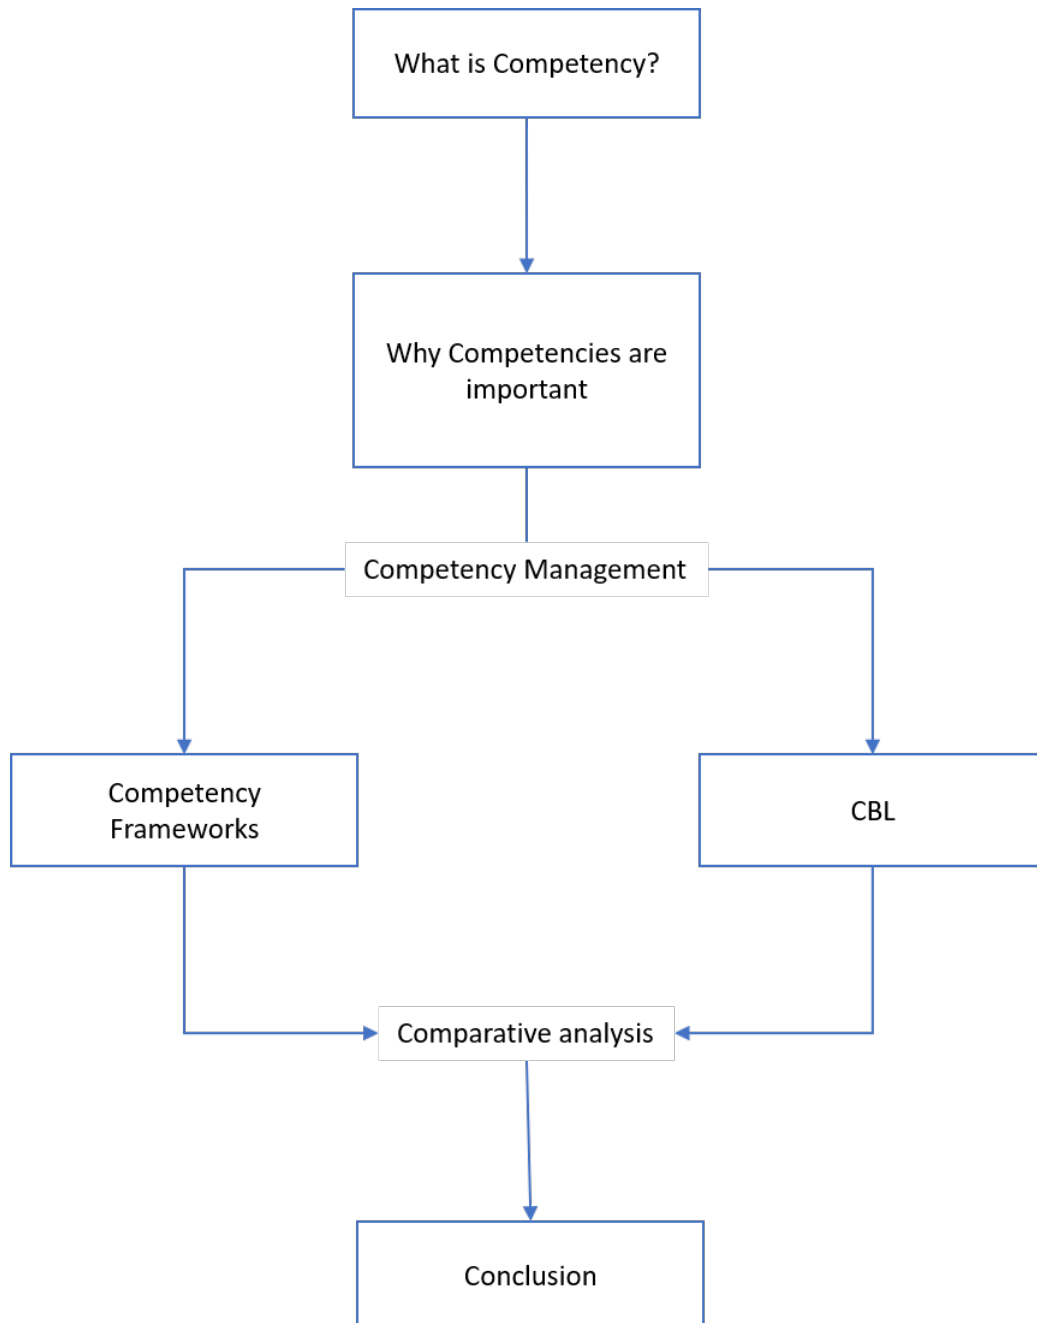 What is Competency?
Why Competencies are
important
Competency Management
Competency
Frameworks
CBL
Comparative analysis
Conclusion